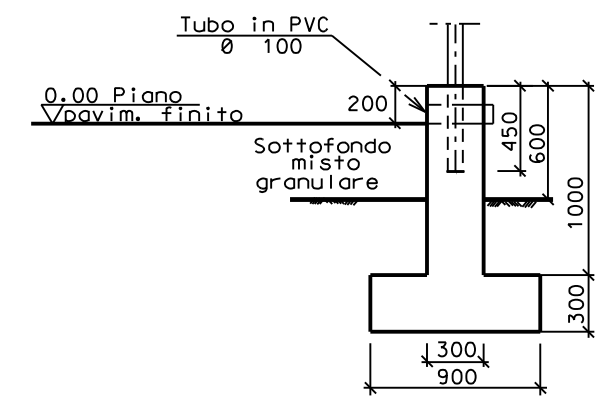 Tubo in PVC
Ø 100
0.00 Piano
pavim. finito
200
Sottofondo
misto
granulare
450
600
1000
300
300
900